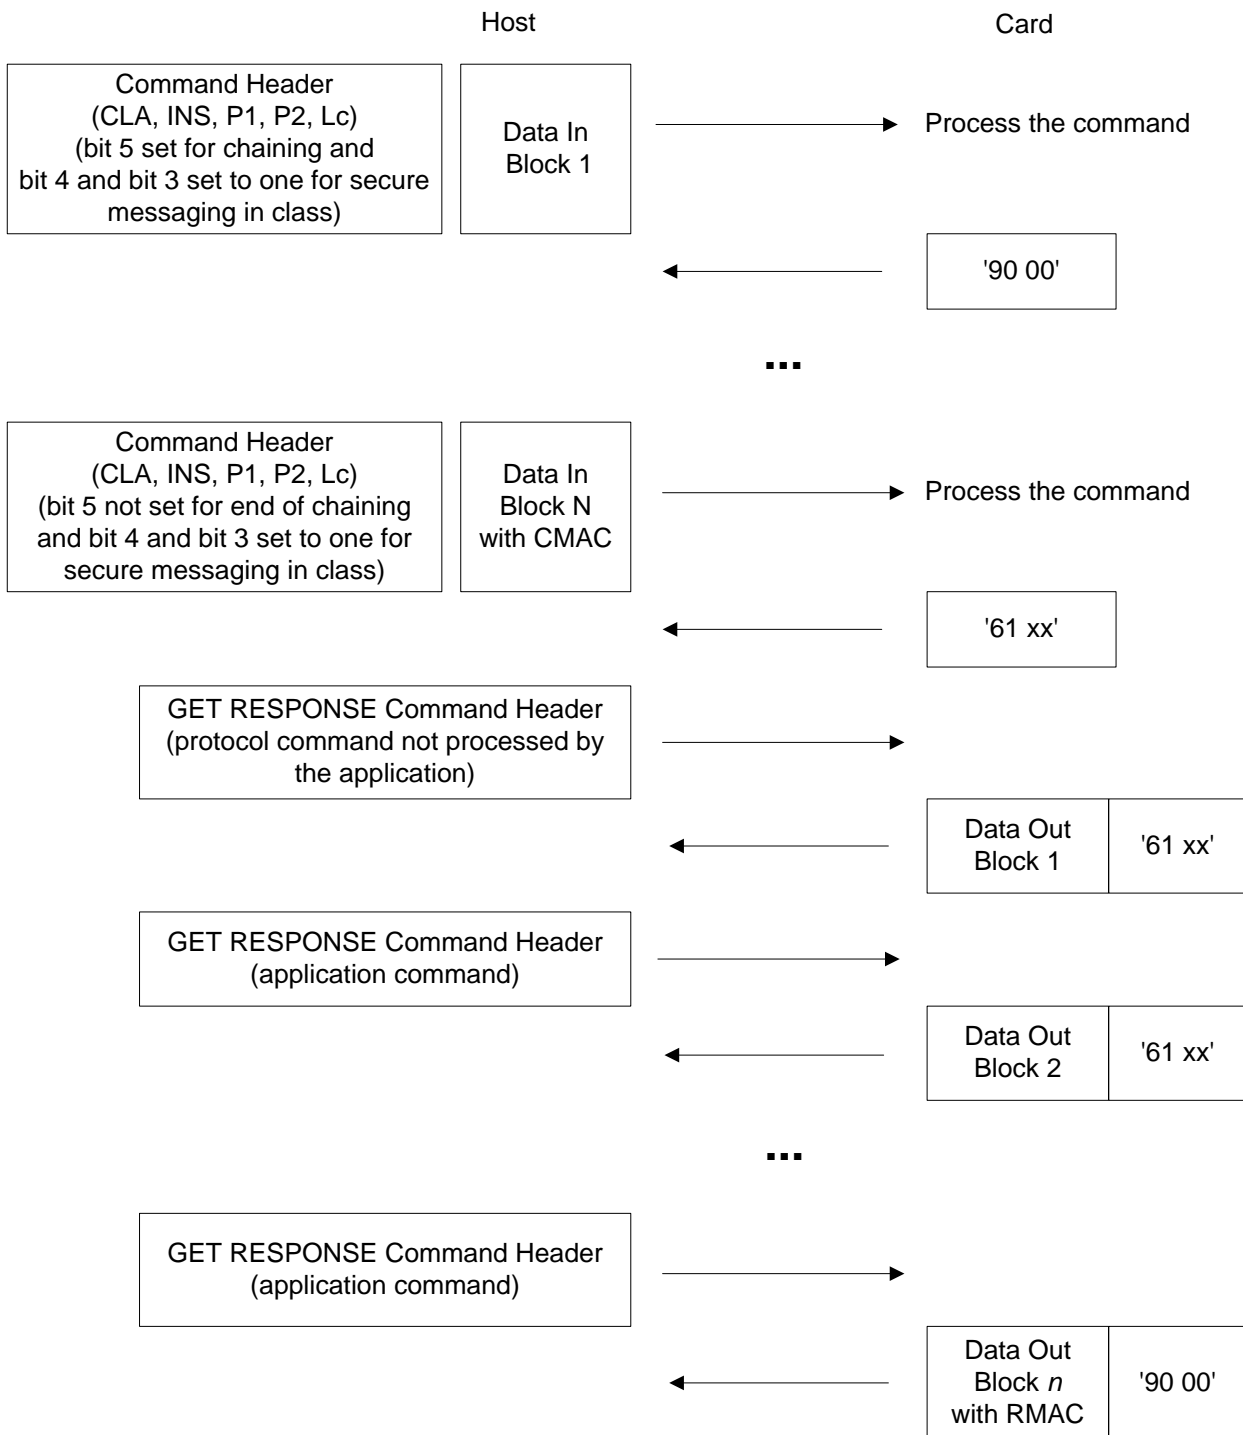 Host
Card
Command Header
(CLA, INS, P1, P2, Lc)
(bit 5 set for chaining and
bit 4 and bit 3 set to one for secure
messaging in class)
Data In
Block 1
Process the command
'90 00'
...
Command Header
(CLA, INS, P1, P2, Lc)
(bit 5 not set for end of chaining
and bit 4 and bit 3 set to one for
secure messaging in class)
Data In
Block N
with CMAC
Process the command
'61 xx'
GET RESPONSE Command Header
(protocol command not processed by
the application)
Data Out
Block 1
'61 xx'
GET RESPONSE Command Header
(application command)
Data Out
Block 2
'61 xx'
...
GET RESPONSE Command Header
(application command)
Data Out
Block n
with RMAC
'90 00'